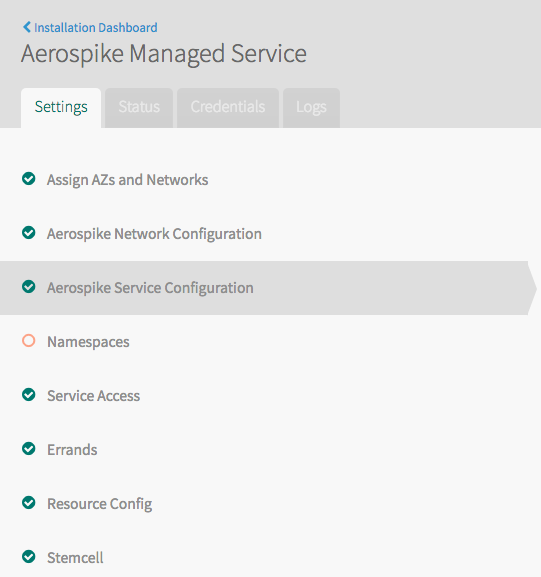 Installation Dashboard
Aerospike Managed Service
Settings Status Credentials Logs
Assign AZs and Networks
Aerospike Network Configuration
Aerospike Service Configuration
Namespaces
Service Access
Errands
Resource Config
Stemcell